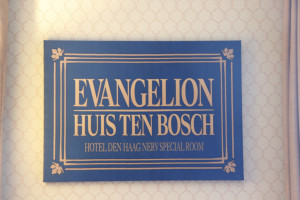 EVANGELION
HUIS TEN BOSCH
HOTEL DEN HAAG NERV SPECIAL ROOM